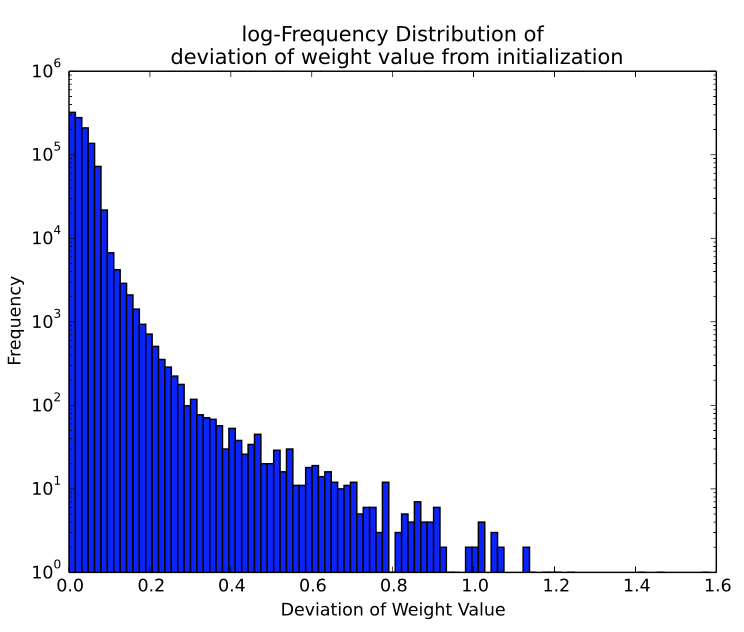 log-Frequency Distribution of
deviation of weight value from initialization
10^6
10^5
10^4
10^3
10^2
10^1
10^0
Frequency
0.0 0.2 0.4 0.6 0.8 1.0 1.2 1.4 1.6
Deviation of Weight Value